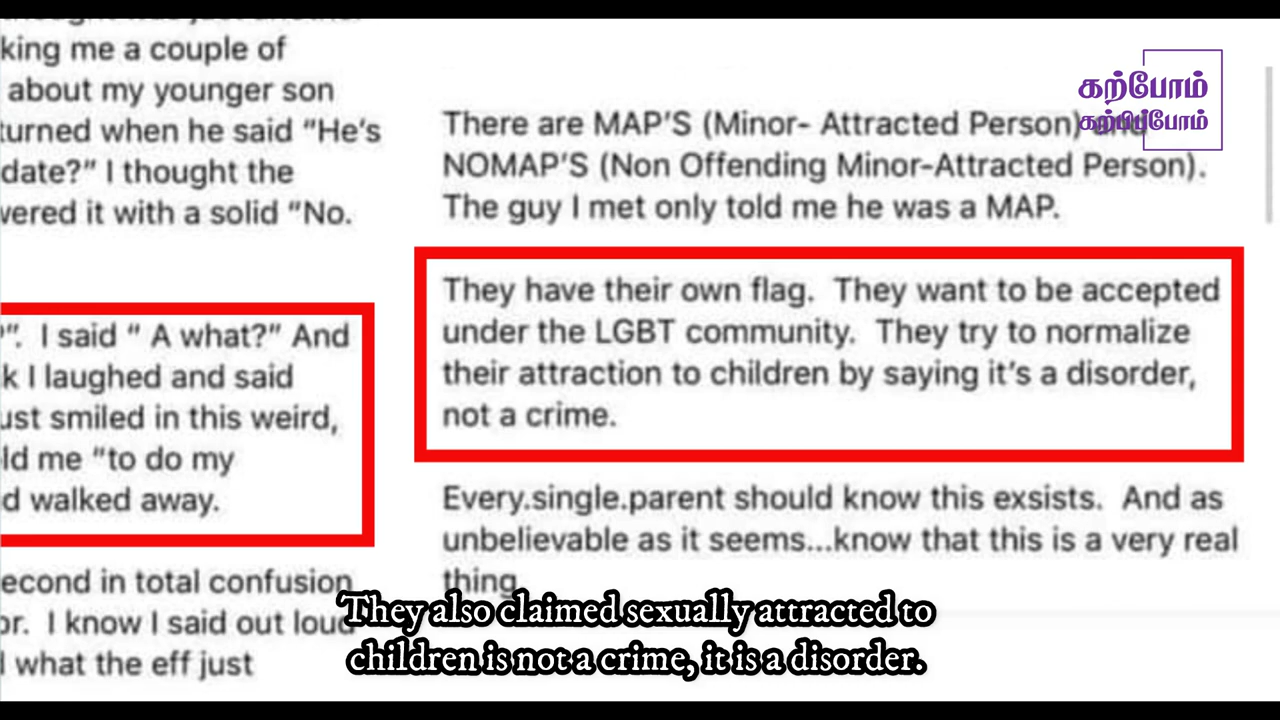 king me a couple of
about my younger son
turned when he said “He’s
date?” I thought the
wered it with a solid “No.
”. I said “ A what?” And
k I laughed and said
ust smiled in this weird,
ld me “to do my
d walked away.
econd in total confusion
or. I know I said out loud
what the eff just
There are MAP’S (Minor- Attracted Person) and
NOMAP’S (Non Offending Minor-Attracted Person).
The guy I met only told me he was a MAP.
They have their own flag. They want to be accepted
under the LGBT community. They try to normalize
their attraction to children by saying it’s a disorder,
not a crime.
Every.single.parent should know this exsists. And as
unbelievable as it seems...know that this is a very real
thing
கற்போம்
கற்பிப்போம்
They also claimed sexually attracted to
children is not a crime, it is a disorder.